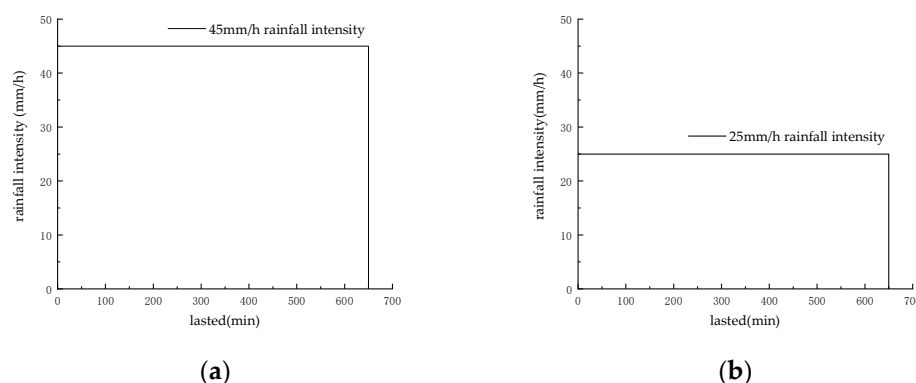 50
45mm/h rainfall intensity
40
30
20
10
0
rainfall intensity (mm/h)
0 100 200 300 400 500 600 700
lasted(min)
(a)
50
40
30
25mm/h rainfall intensity
20
10
0
rainfall intensity(mm/h)
0 100 200 300 400 500 600 70
lasted(min)
(b)